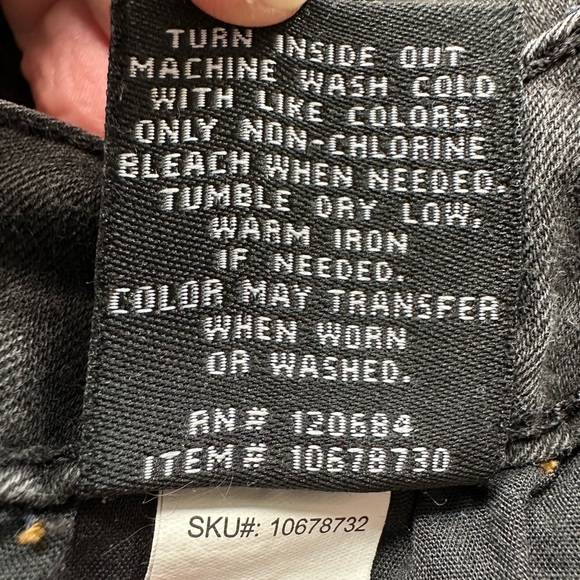 TURN INSIDE OUT
MACHINE WASH COLD
WITH LIKE COLORS.
ONLY NON-CHLORINE
BLEACH WHEN NEEDED.
TUMBLE DRY LOW,
WARM IRON
IF NEEDED.
COLOR MAY TRANSFER
WHEN WORN
OR WASHED.
RN# 120684
ITEM# 10678730
SKU#: 10678732